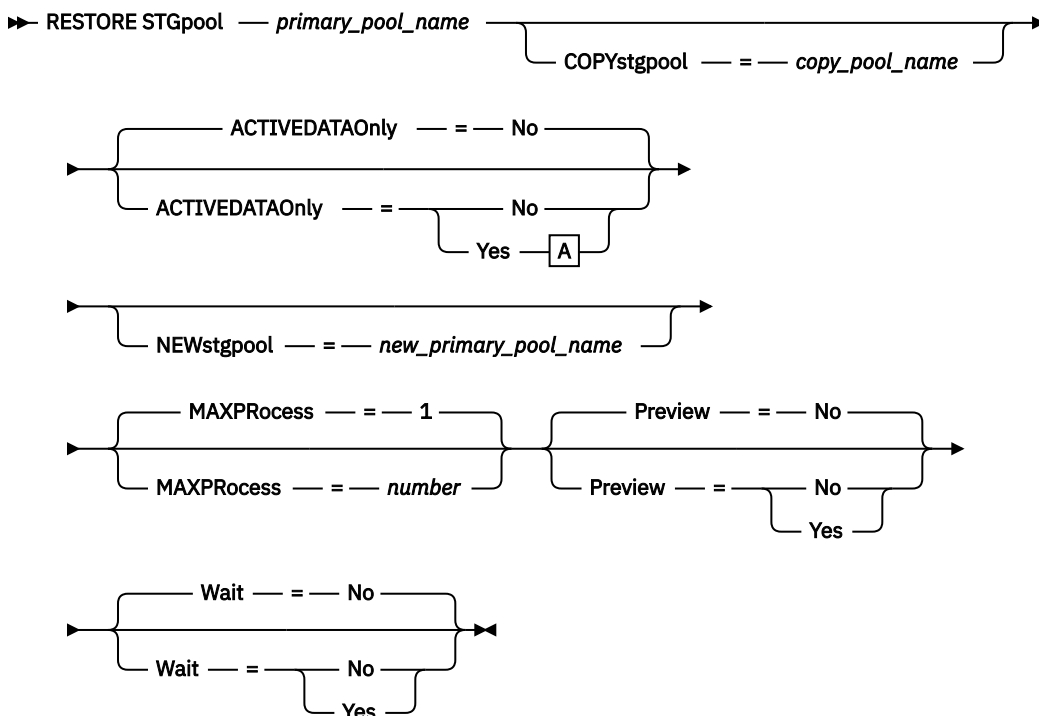 RESTORE STGpool primary_pool_name
COPYstgpool = copy_pool_name
ACTIVEDATAOnly = No
ACTIVEDATAOnly = No
Yes A
NEWstgpool = new_primary_pool_name
MAXPRocess = 1 Preview = No
MAXPRocess = number Preview = No
Yes
Wait = No
Wait = No
Yes